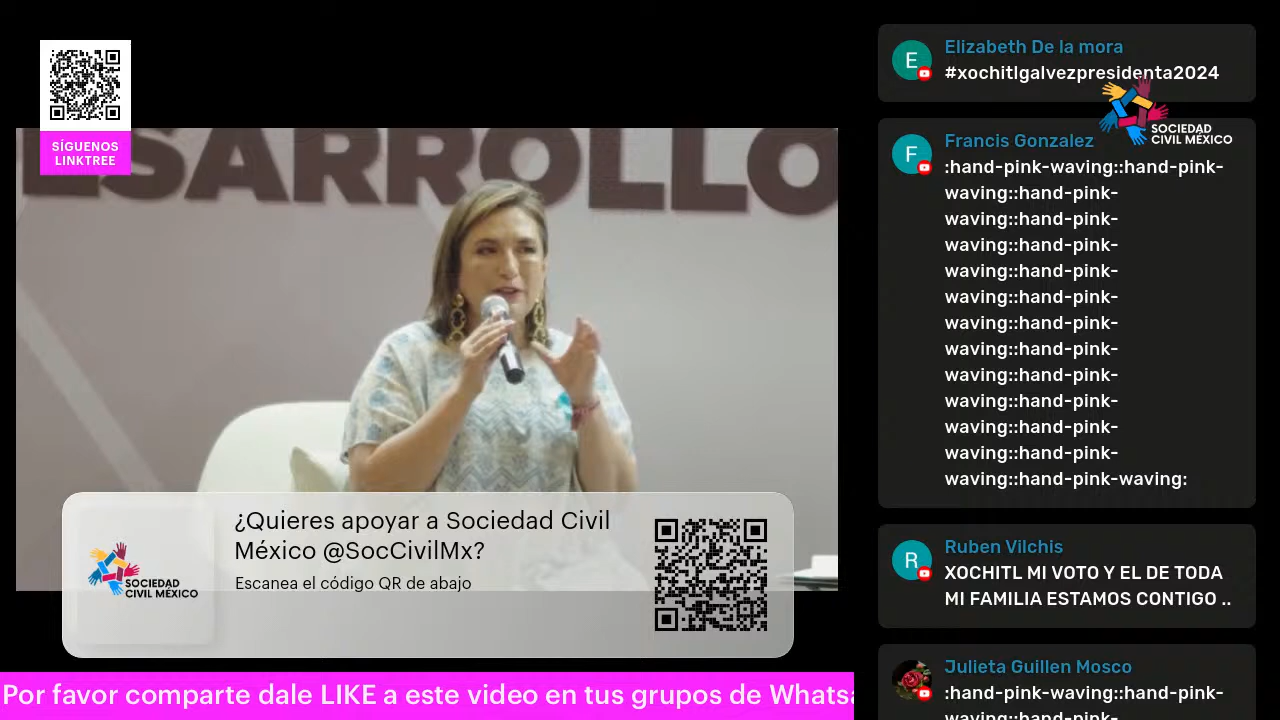 SÍGUENOS
LINKTREE
ESARROLLO
¿Quieres apoyar a Sociedad Civil
México @SocCivilMx?
Escanea el código QR de abajo
SOCIEDAD
CIVIL MÉXICO
Por favor comparte dale LIKE a este video en tus grupos de Whatsa
E
Elizabeth De la mora
#xochitlgalvezpresidenta2024
SOCIEDAD
CIVIL MÉXICO
F
Francis Gonzalez
:hand-pink-waving::hand-pink-
waving::hand-pink-
waving::hand-pink-
waving::hand-pink-
waving::hand-pink-
waving::hand-pink-
waving::hand-pink-
waving::hand-pink-
waving::hand-pink-
waving::hand-pink-
waving::hand-pink-
waving::hand-pink-
waving::hand-pink-waving:
R
Ruben Vilchis
XOCHITL MI VOTO Y EL DE TODA
MI FAMILIA ESTAMOS CONTIGO ..
Julieta Guillen Mosco
:hand-pink-waving::hand-pink-
waving::hand-pink-